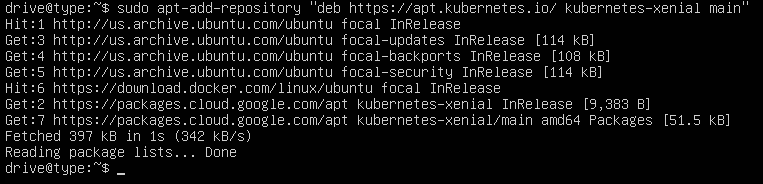 drive@type:~$ sudo apt-add-repository "deb https://apt.kubernetes.io/ kubernetes-xenial main"
Hit:1 http://us.archive.ubuntu.com/ubuntu focal InRelease
Get:3 http://us.archive.ubuntu.com/ubuntu focal-updates InRelease [114 kB]
Get:4 http://us.archive.ubuntu.com/ubuntu focal-backports InRelease [108 kB]
Get:5 http://us.archive.ubuntu.com/ubuntu focal-security InRelease [114 kB]
Hit:6 https://download.docker.com/linux/ubuntu focal InRelease
Get:2 https://packages.cloud.google.com/apt kubernetes-xenial InRelease [9,383 B]
Get:7 https://packages.cloud.google.com/apt kubernetes-xenial/main amd64 Packages [51.5 kB]
Fetched 397 kB in 1s (342 kB/s)
Reading package lists... Done
drive@type:~$ _